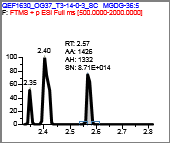 QEF1630_OG37_T3-14-0-3_SC MGDG-36:5
F: FTMS + p ESI Full ms [500.0000-2000.0000]
RT: 2.57
AA: 1426
AH: 1332
SN: 8.71E+014
2.40
2.35
100
80
60
40
20
0
2.4 2.5 2.6 2.7 2.8